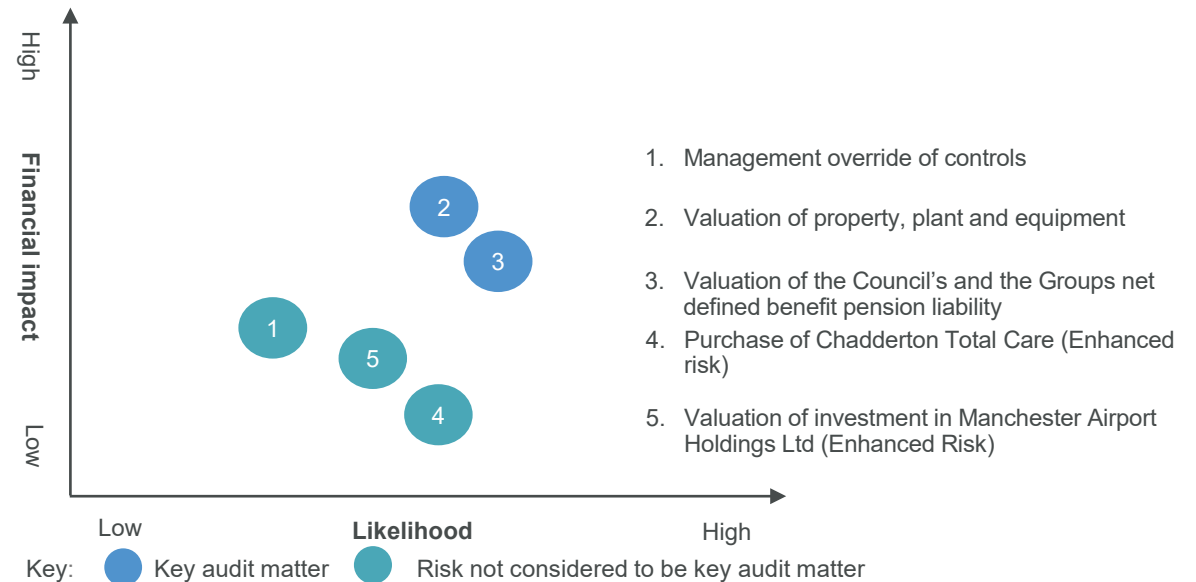 High
Financial impact
Low
2
3
1
5
4
1. Management override of controls
2. Valuation of property, plant and equipment
3. Valuation of the Council's and the Groups net
defined benefit pension liability
4. Purchase of Chadderton Total Care (Enhanced
risk)
5. Valuation of investment in Manchester Airport
Holdings Ltd (Enhanced Risk)
Low
Likelihood
High
Key:
Key audit matter
Risk not considered to be key audit matter